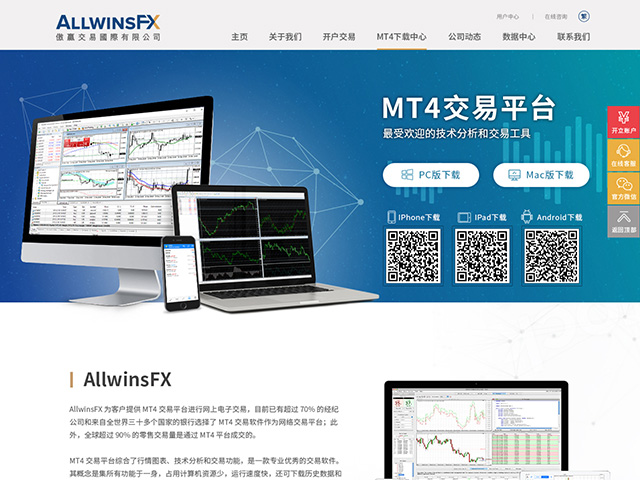 ALLWINSFX
傲赢交易國際有限公司
用户中心 | 在线咨询 繁
主页 关于我们 开户交易 MT4下载中心 公司动态 数据中心 联系我们
MT4交易平台
最受欢迎的技术分析和交易工具
PC版下载 Mac版下载
IPhone下载 IPad下载 Android下载
开立账户
在线客服
官方微信
返回顶部
AllwinsFX
AllwinsFX 为客户提供 MT4 交易平台进行网上电子交易，目前已有超过 70% 的经纪
公司和来自全世界三十多个国家的银行选择了 MT4 交易软件作为网络交易平台；此
外，全球超过 90% 的零售交易量是通过 MT4 平台成交的。
MT4 交易平台综合了行情图表、技术分析和交易功能，是一款专业优秀的交易软件。
其概念是集所有功能于一身，占用计算机资源少，运行速度快，还可下载历史数据和